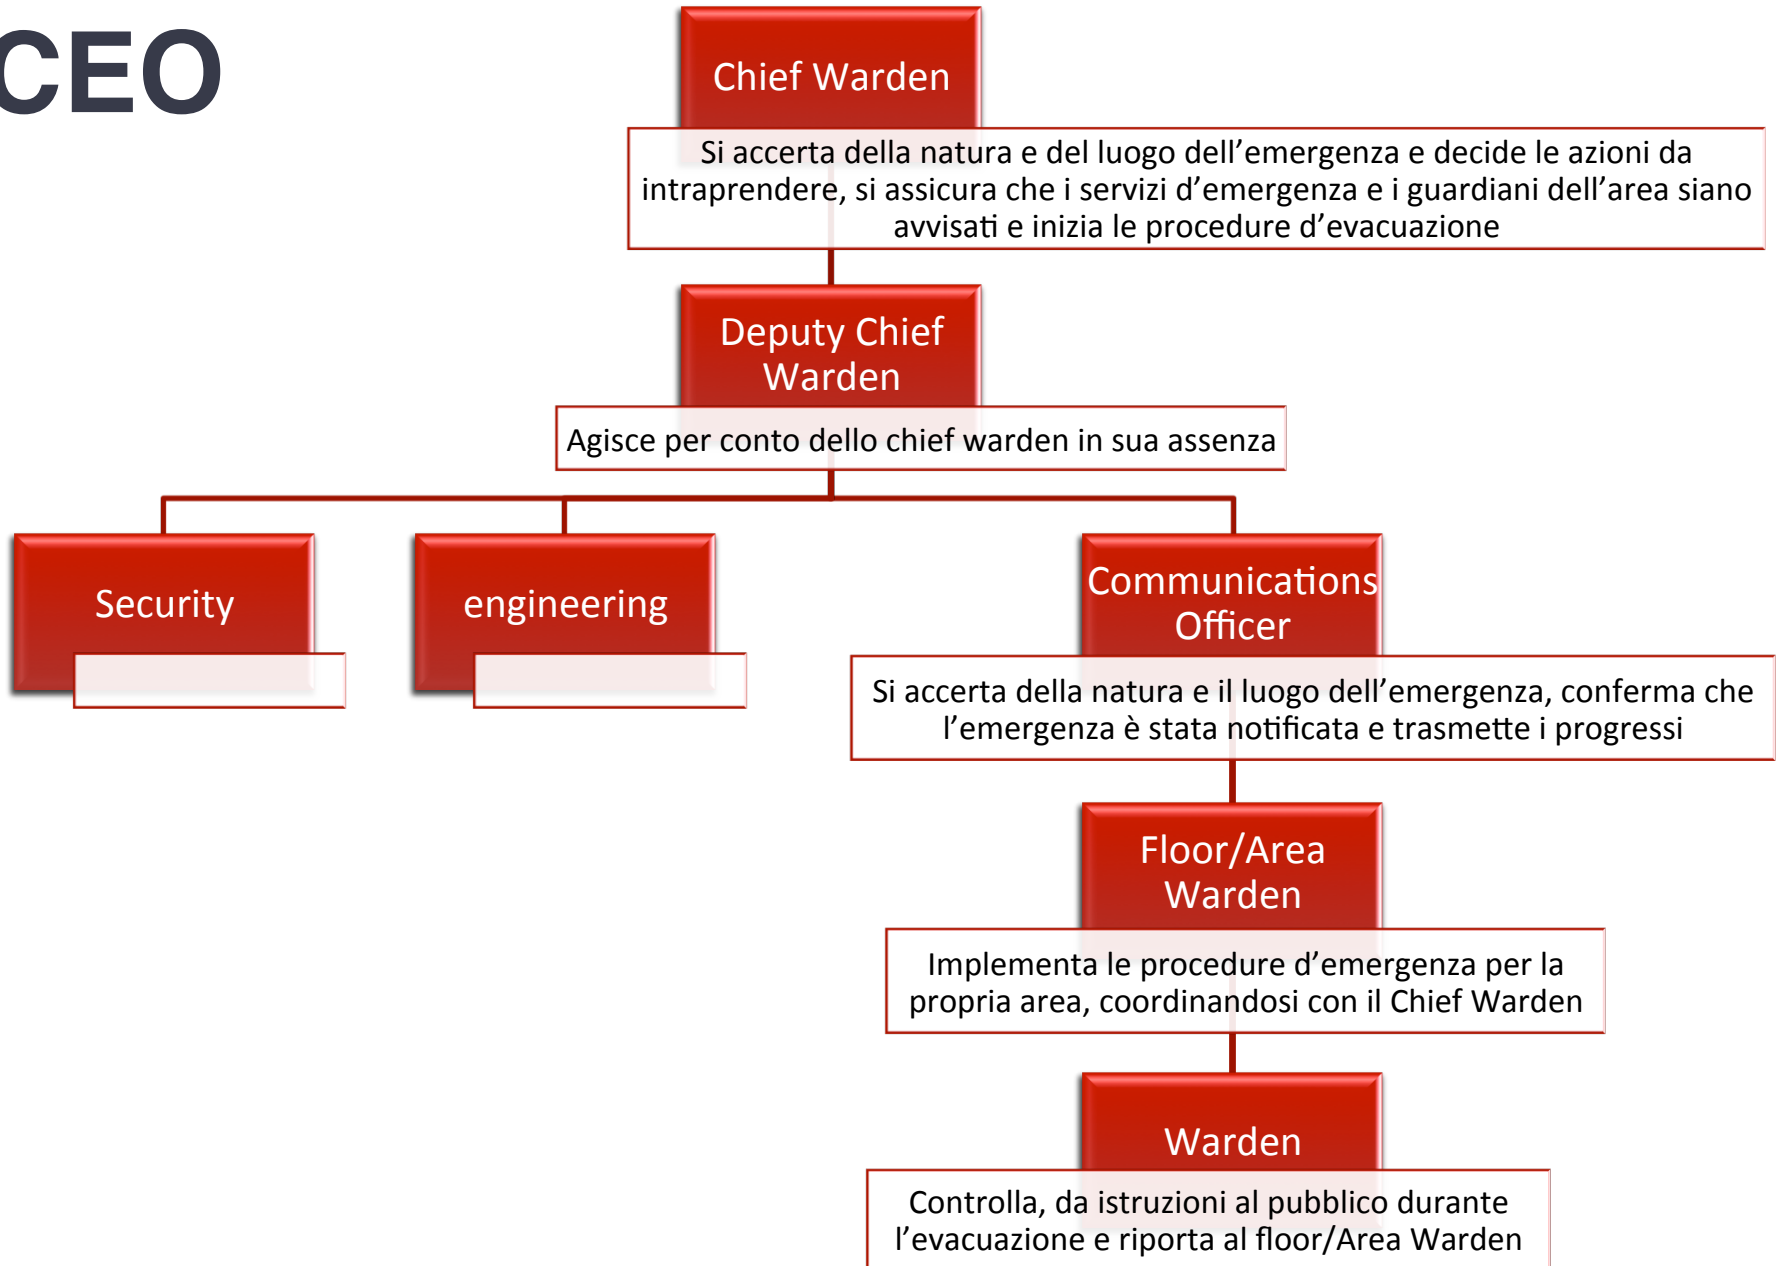 CEO
Chief Warden
Si accerta della natura e del luogo dell’emergenza e decide le azioni da
intraprendere, si assicura che i servizi d’emergenza e i guardiani dell’area siano
avvisati e inizia le procedure d’evacuazione
Deputy Chief
Warden
Agisce per conto dello chief warden in sua assenza
Security
engineering
Communications
Officer
Si accerta della natura e il luogo dell’emergenza, conferma che
l’emergenza è stata notificata e trasmette i progressi
Floor/Area
Warden
Implementa le procedure d’emergenza per la
propria area, coordinandosi con il Chief Warden
Warden
Controlla, da istruzioni al pubblico durante
l’evacuazione e riporta al floor/Area Warden